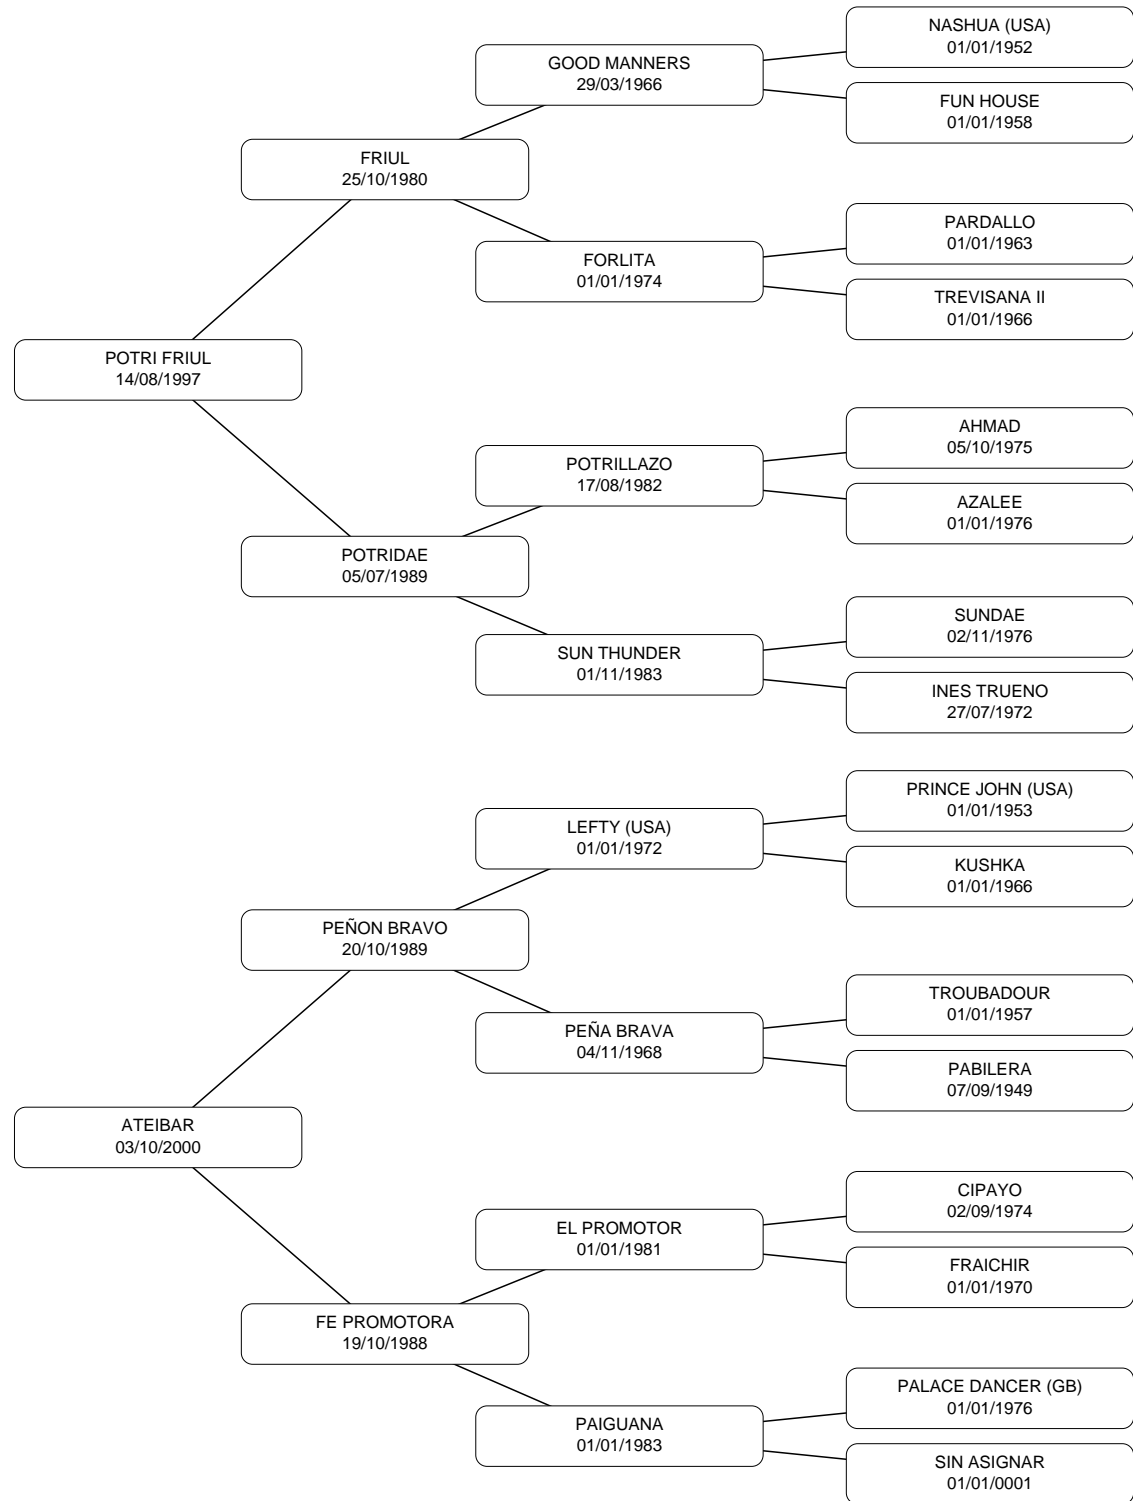 NASHUA (USA)
01/01/1952
GOOD MANNERS
29/03/1966
FUN HOUSE
01/01/1958
FRIUL
25/10/1980
PARDALLO
01/01/1963
FORLITA
01/01/1974
TREVISANA II
01/01/1966
POTRI FRIUL
14/08/1997
AHMAD
05/10/1975
POTRILLAZO
17/08/1982
AZALEE
01/01/1976
POTRIDAE
05/07/1989
SUNDAE
02/11/1976
SUN THUNDER
01/11/1983
INES TRUENO
27/07/1972
PRINCE JOHN (USA)
01/01/1953
LEFTY (USA)
01/01/1972
KUSHKA
01/01/1966
PEÑON BRAVO
20/10/1989
TROUBADOUR
01/01/1957
PEÑA BRAVA
04/11/1968
PABILERA
07/09/1949
ATEIBAR
03/10/2000
CIPAYO
02/09/1974
EL PROMOTOR
01/01/1981
FRAICHIR
01/01/1970
FE PROMOTORA
19/10/1988
PALACE DANCER (GB)
01/01/1976
PAIGUANA
01/01/1983
SIN ASIGNAR
01/01/0001